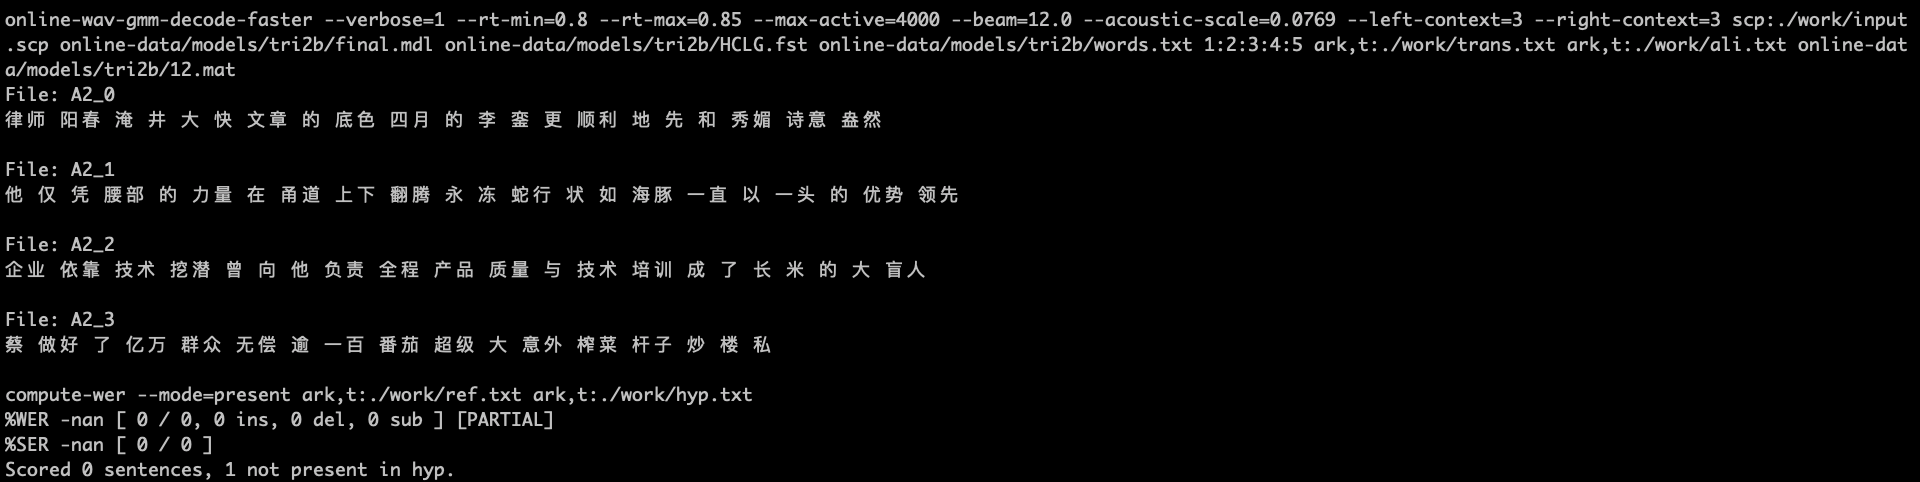 online-wav-gmm-decode-faster --verbose=1 --rt-min=0.8 --rt-max=0.85 --max-active=4000 --beam=12.0 --acoustic-scale=0.0769 --left-context=3 --right-context=3 scp:./work/input
.scp online-data/models/tri2b/final.mdl online-data/models/tri2b/HCLG.fst online-data/models/tri2b/words.txt 1:2:3:4:5 ark,t:./work/trans.txt ark,t:./work/ali.txt online-dat
a/models/tri2b/12.mat
File: A2_0
律师 阳春 淹 井 大 快 文章 的 底色 四月 的 李 銮 更 顺利 地 先 和 秀媚 诗意 盎然
File: A2_1
他 仅 凭 腰部 的 力量 在 甬道 上下 翻腾 永 冻 蛇行 状 如 海豚 一直 以 一头 的 优势 领先
File: A2_2
企业 依靠 技术 挖潜 曾 向 他 负责 全程 产品 质量 与 技术 培训 成 了 长 米 的 大 盲人
File: A2_3
蔡 做好 了 亿万 群众 无偿 逾 一百 番茄 超级 大 意外 榨菜 杆子 炒 楼 私
compute-wer --mode=present ark,t:./work/ref.txt ark,t:./work/hyp.txt
%WER -nan [ 0 / 0, 0 ins, 0 del, 0 sub ] [PARTIAL]
%SER -nan [ 0 / 0 ]
Scored 0 sentences, 1 not present in hyp.